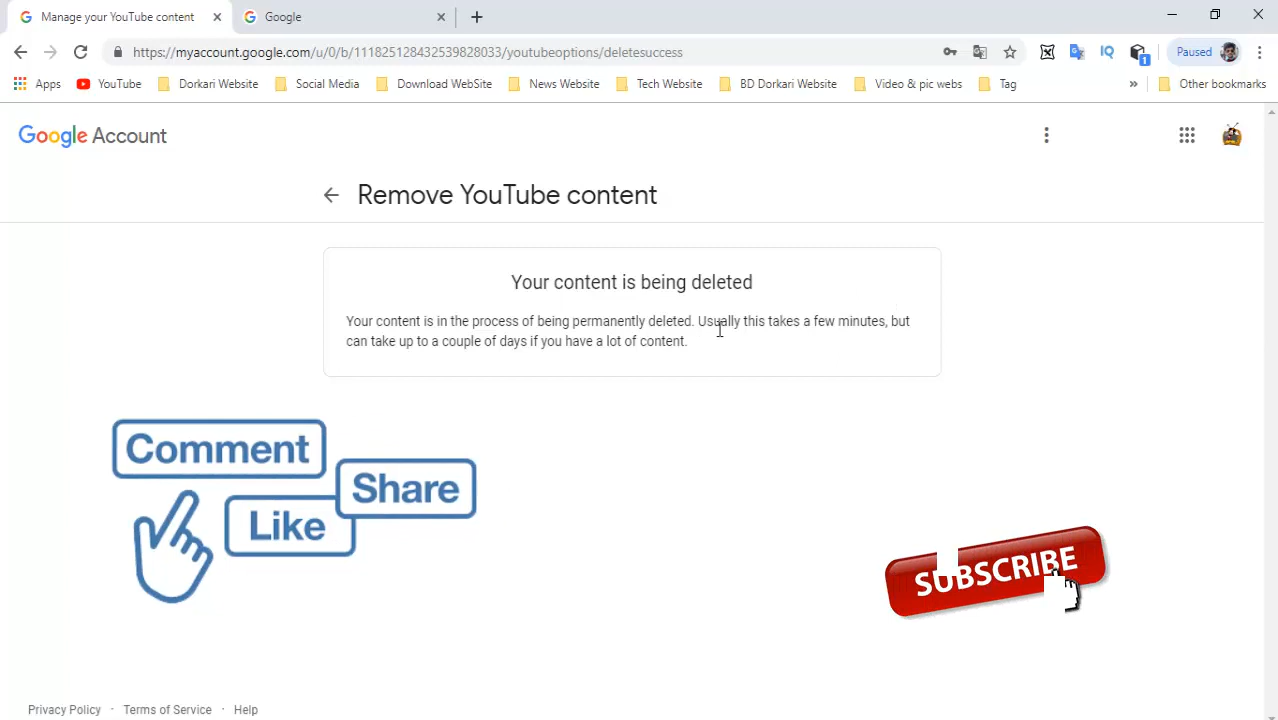 Manage your YouTube content
Google
https://myaccount.google.com/u/0/b/111825128432539828033/youtubeoptions/deletesuccess
1
Paused
Apps
YouTube
Dorkari Website
Social Media
Download WebSite
News Website
Tech Website
BD Dorkari Website
Video & pic webs
Tag
»
Other bookmarks
Google Account
Remove YouTube content
Your content is being deleted
Your content is in the process of being permanently deleted. Usually this takes a few minutes, but
can take up to a couple of days if you have a lot of content.
Comment
Share
Like
SUBSCRIBE
Privacy Policy · Terms of Service · Help